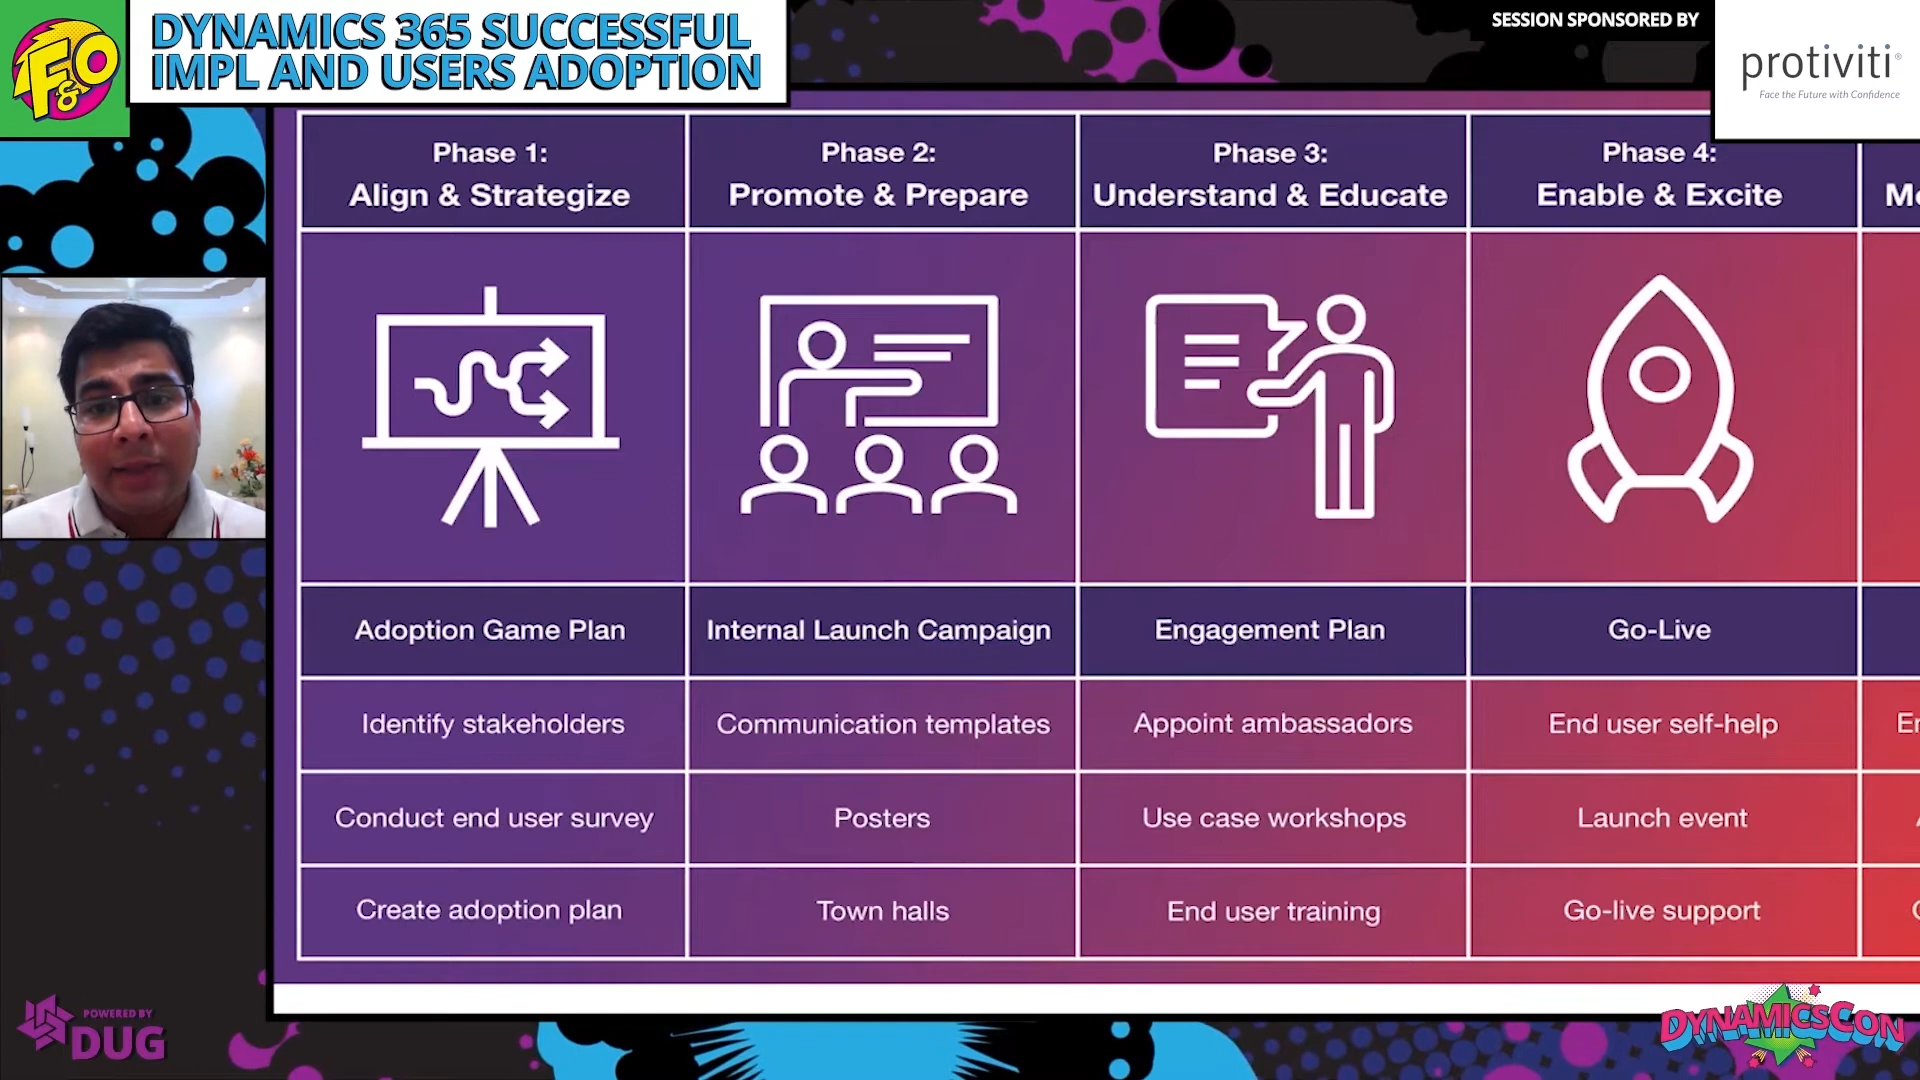 F&O
DYNAMICS 365 SUCCESSFUL
IMPL AND USERS ADOPTION
SESSION SPONSORED BY
protiviti®
Face the Future with Confidence
Phase 1:
Align & Strategize
Phase 2:
Promote & Prepare
Phase 3:
Understand & Educate
Phase 4:
Enable & Excite
Adoption Game Plan
Internal Launch Campaign
Engagement Plan
Go-Live
Identify stakeholders
Communication templates
Appoint ambassadors
End user self-help
Conduct end user survey
Posters
Use case workshops
Launch event
Create adoption plan
Town halls
End user training
Go-live support
POWERED BY
DUG
DYNAMICSCON